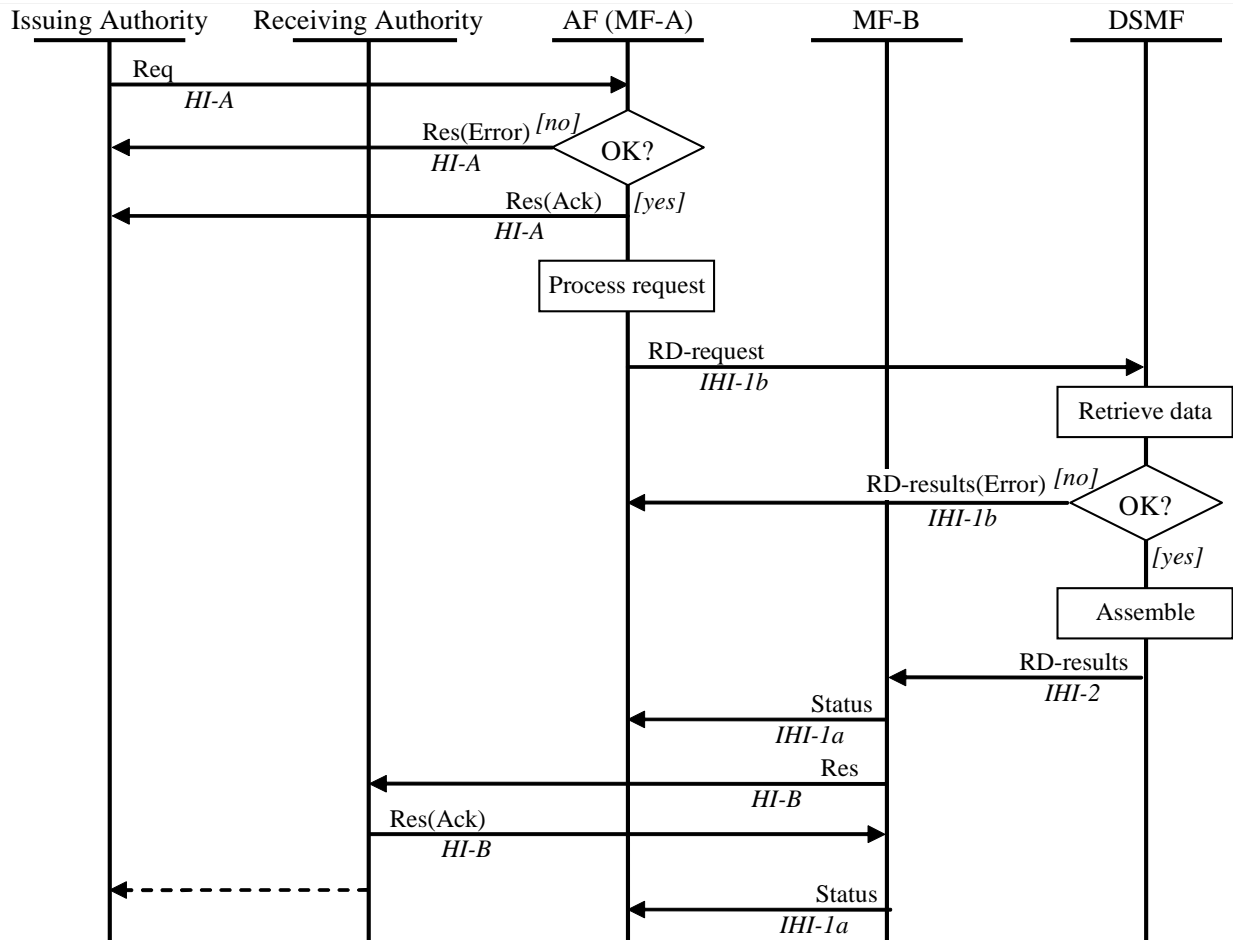 Issuing Authority
Receiving Authority
AF (MF-A)
MF-B
DSMF
Req
HI-A
Res(Error)
[no]
HI-A
OK?
Res(Ack)
[yes]
HI-A
Process request
RD-request
IHI-1b
Retrieve data
RD-results(Error)
[no]
IHI-1b
OK?
[yes]
Assemble
RD-results
IHI-2
Status
IHI-1a
Res
HI-B
Res(Ack)
HI-B
Status
IHI-1a